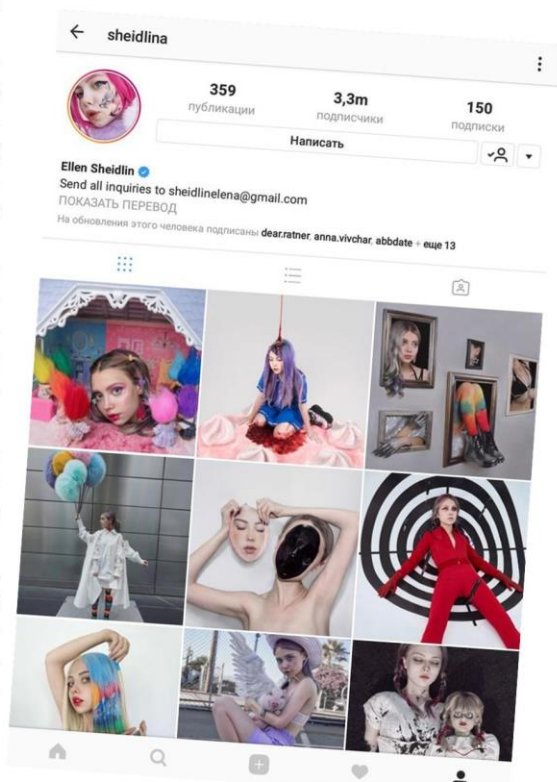 sheidlina
359
публикации
3,3m
подписчики
150
подписки
Написать
Ellen Sheidlin
Send all inquiries to sheidlinelena@gmail.com
ПОКАЗАТЬ ПЕРЕВОД
На обновления этого человека подписаны dear.ratner, anna.vivchar, abbdate + еще 13